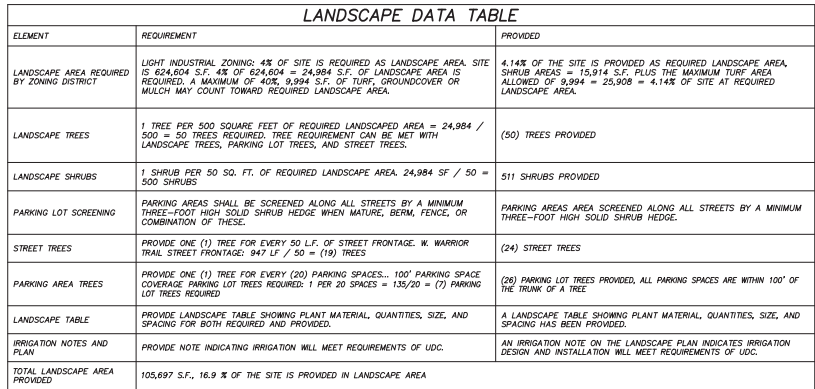 LANDSCAPE DATA TABLE
ELEMENT
REQUIREMENT
PROVIDED
LANDSCAPE AREA REQUIRED
BY ZONING DISTRICT
LIGHT INDUSTRIAL ZONING: 4% OF SITE IS REQUIRED AS LANDSCAPE AREA. SITE
IS 624,604 S.F. 4% OF 624,604 = 24,984 S.F. OF LANDSCAPE AREA IS
REQUIRED. A MAXIMUM OF 40%, 9,994 S.F. OF TURF, GROUNDCOVER OR
MULCH MAY COUNT TOWARD REQUIRED LANDSCAPE AREA.
4.14% OF THE SITE IS PROVIDED AS REQUIRED LANDSCAPE AREA,
SHRUB AREAS = 15,914 S.F. PLUS THE MAXIMUM TURF AREA
ALLOWED OF 9,994 = 25,908 = 4.14% OF SITE AT REQUIRED
LANDSCAPE AREA.
LANDSCAPE TREES
1 TREE PER 500 SQUARE FEET OF REQUIRED LANDSCAPED AREA = 24,984 /
500 = 50 TREES REQUIRED. TREE REQUIREMENT CAN BE MET WITH
LANDSCAPE TREES, PARKING LOT TREES, AND STREET TREES.
(50) TREES PROVIDED
LANDSCAPE SHRUBS
1 SHRUB PER 50 SQ. FT. OF REQUIRED LANDSCAPE AREA. 24,984 SF / 50 =
500 SHRUBS
511 SHRUBS PROVIDED
PARKING LOT SCREENING
PARKING AREAS SHALL BE SCREENED ALONG ALL STREETS BY A MINIMUM
THREE-FOOT HIGH SOLID SHRUB HEDGE WHEN MATURE, BERM, FENCE, OR
COMBINATION OF THESE.
PARKING AREAS AREA SCREENED ALONG ALL STREETS BY A MINIMUM
THREE-FOOT HIGH SOLID SHRUB HEDGE.
STREET TREES
PROVIDE ONE (1) TREE FOR EVERY 50 L.F. OF STREET FRONTAGE. W. WARRIOR
TRAIL STREET FRONTAGE: 947 LF / 50 = (19) TREES
(24) STREET TREES
PARKING AREA TREES
PROVIDE ONE (1) TREE FOR EVERY (20) PARKING SPACES... 100' PARKING SPACE
COVERAGE PARKING LOT TREES REQUIRED: 1 PER 20 SPACES = 135/20 = (7) PARKING
LOT TREES REQUIRED
(26) PARKING LOT TREES PROVIDED, ALL PARKING SPACES ARE WITHIN 100' OF
THE TRUNK OF A TREE
LANDSCAPE TABLE
PROVIDE LANDSCAPE TABLE SHOWING PLANT MATERIAL, QUANTITIES, SIZE, AND
SPACING FOR BOTH REQUIRED AND PROVIDED.
A LANDSCAPE TABLE SHOWING PLANT MATERIAL, QUANTITIES, SIZE, AND
SPACING HAS BEEN PROVIDED.
IRRIGATION NOTES AND
PLAN
PROVIDE NOTE INDICATING IRRIGATION WILL MEET REQUIREMENTS OF UDC.
AN IRRIGATION NOTE ON THE LANDSCAPE PLAN INDICATES IRRIGATION
DESIGN AND INSTALLATION WILL MEET REQUIREMENTS OF UDC.
TOTAL LANDSCAPE AREA
PROVIDED
105,697 S.F., 16.9 % OF THE SITE IS PROVIDED IN LANDSCAPE AREA